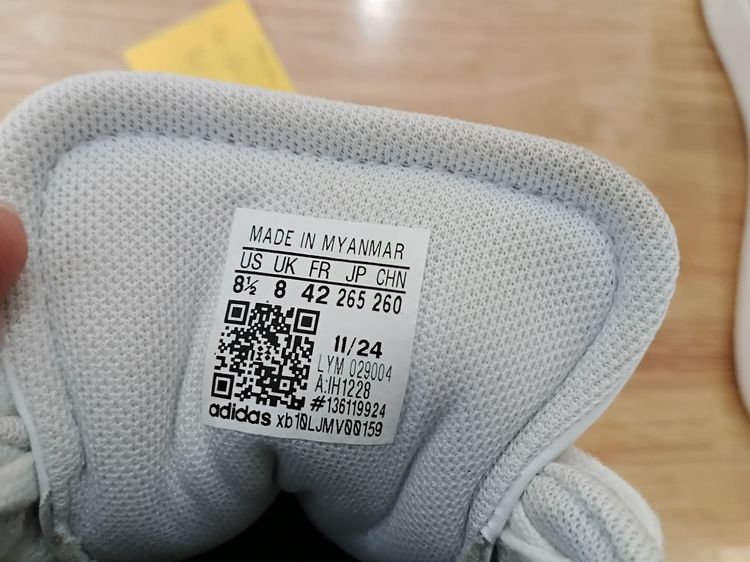 MADE IN MYANMAR
US UK FR JP CHN
8½ 8 42 265 260
11/24
LYM 029004
A:IH1228
#136119924
adidas xb10LJMV00159